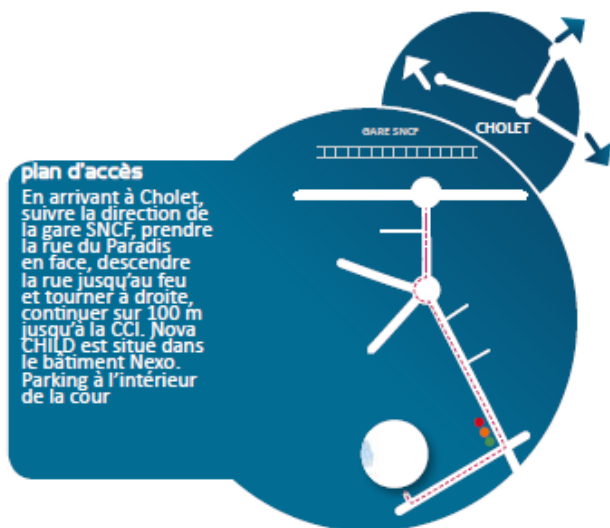 CHOLET
GARE SNCF
plan d'accès
En arrivant à Cholet,
suivre la direction de
la gare SNCF, prendre
la rue du Paradis
en face, descendre
la rue jusqu'au feu
et tourner à droite,
continuer sur 100 m
jusqu'à la CCI. Nova
CHILD est situé dans
le bâtiment Nexo.
Parking à l'intérieur
de la cour